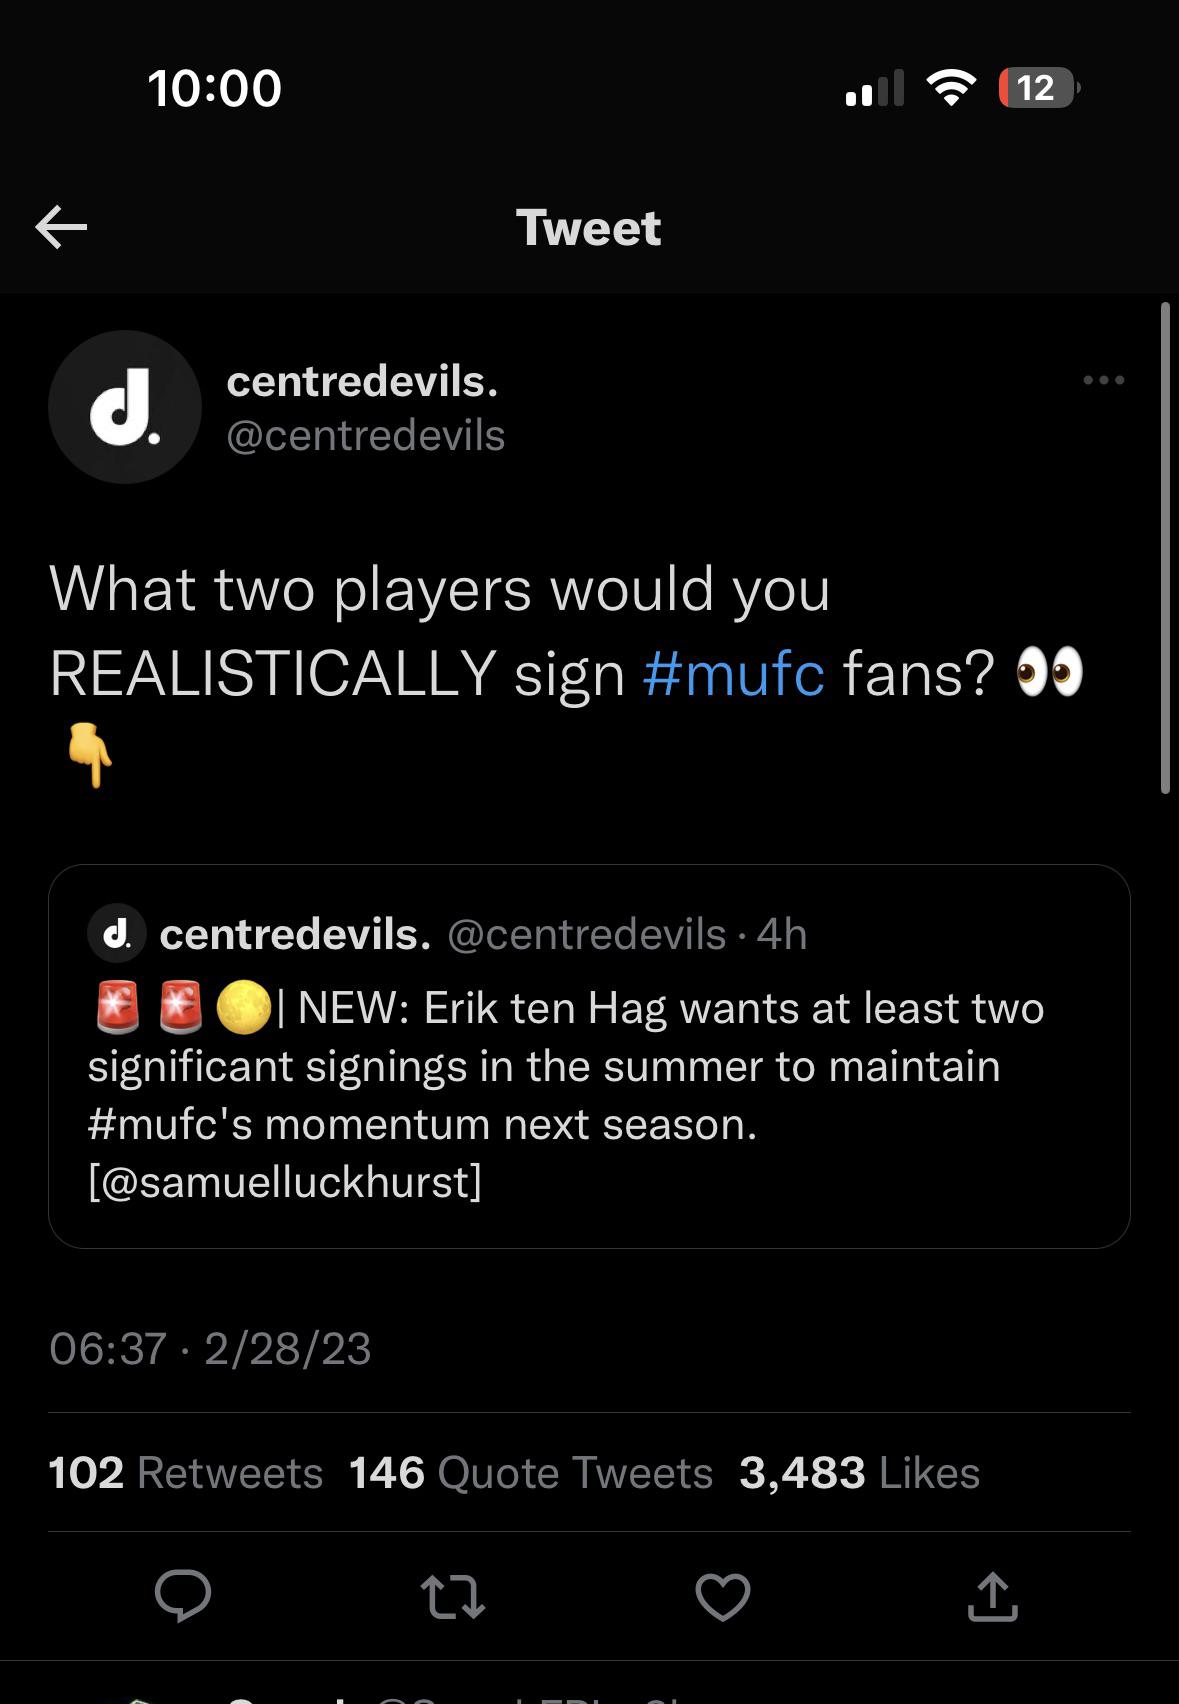 10:00
12
Tweet
centredevils.
@centredevils
What two players would you
REALISTICALLY sign #mufc fans? 👀
👇
centredevils. @centredevils · 4h
🚨🚨🌕| NEW: Erik ten Hag wants at least two
significant signings in the summer to maintain
#mufc's momentum next season.
[@samuelluckhurst]
06:37 · 2/28/23
102 Retweets 146 Quote Tweets 3,483 Likes